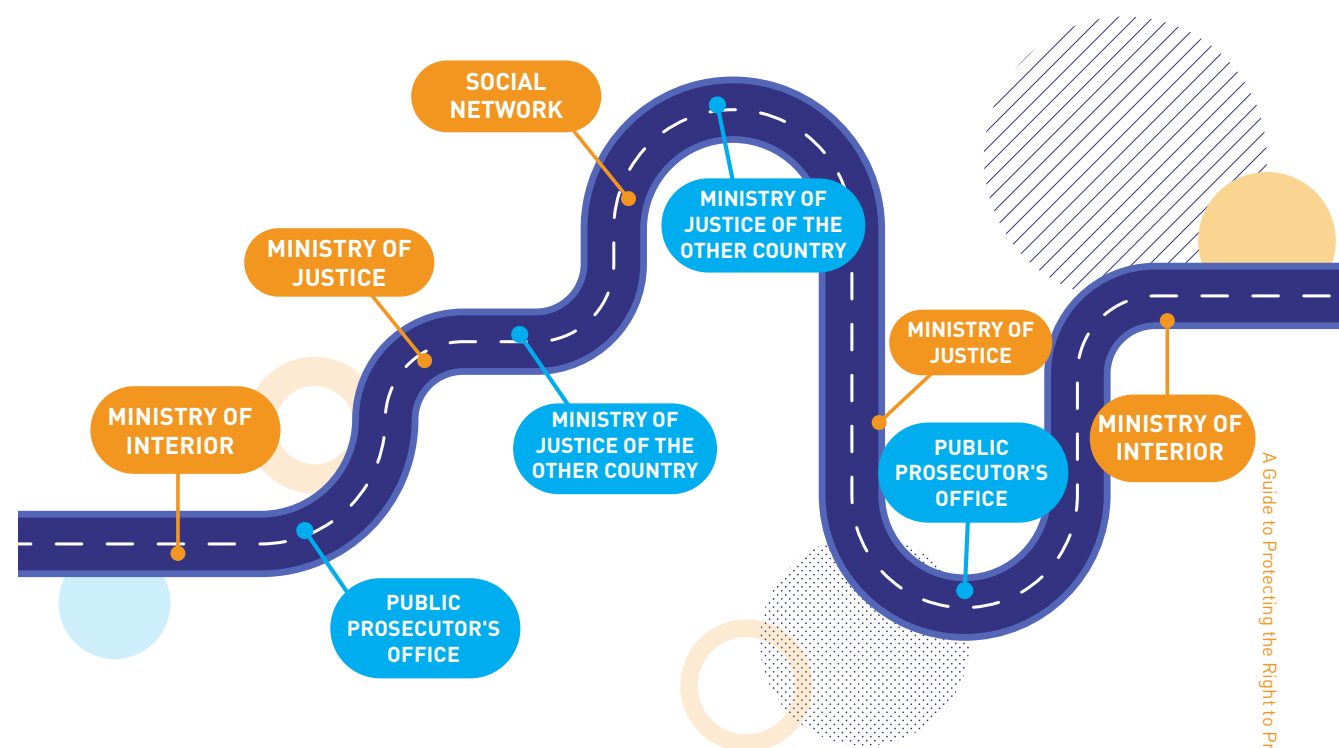 SOCIAL
NETWORK
MINISTRY OF
JUSTICE OF THE
OTHER COUNTRY
MINISTRY OF
JUSTICE
MINISTRY OF
JUSTICE
MINISTRY OF
INTERIOR
MINISTRY OF
JUSTICE OF THE
OTHER COUNTRY
PUBLIC
PROSECUTOR'S
OFFICE
MINISTRY OF
INTERIOR
PUBLIC
PROSECUTOR'S
OFFICE
A Guide to Protecting the Right to Pr